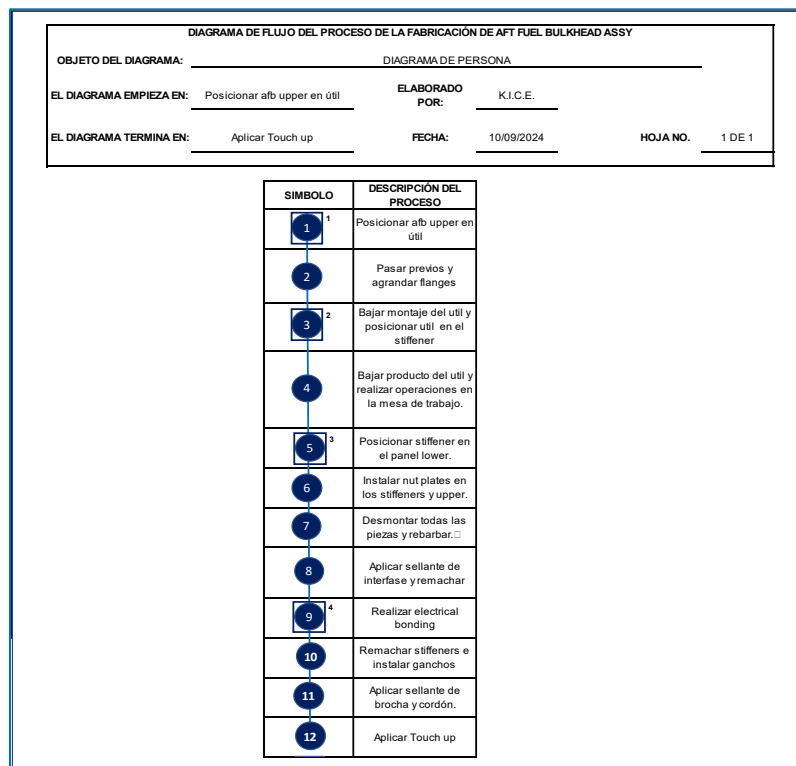 DIAGRAMA DE FLUJO DEL PROCESO DE LA FABRICACIÓN DE AFT FUEL BULKHEAD ASSY
OBJETO DEL DIAGRAMA: DIAGRAMA DE PERSONA
EL DIAGRAMA EMPIEZA EN: Posicionar afb upper en útil ELABORADO POR: K.I.C.E.
EL DIAGRAMA TERMINA EN: Aplicar Touch up FECHA: 10/09/2024 HOJA NO. 1 DE 1
SIMBOLO DESCRIPCIÓN DEL
PROCESO
1 1 Posicionar afb upper en
útil
2 Pasar previos y
agrandar flanges
3 2 Bajar montaje del util y
posicionar util en el
stiffener
4 Bajar producto del util y
realizar operaciones en
la mesa de trabajo.
5 3 Posicionar stiffener en
el panel lower.
6 Instalar nut plates en
los stiffeners y upper.
7 Desmontar todas las
piezas y rebarbar.□
8 Aplicar sellante de
interfase y remachar
9 4 Realizar electrical
bonding
10 Remachar stiffeners e
instalar ganchos
11 Aplicar sellante de
brocha y cordón.
12 Aplicar Touch up